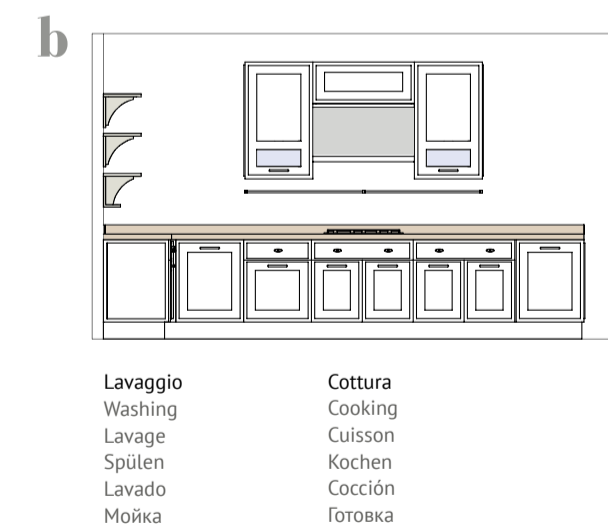 b
Lavaggio
Washing
Lavage
Spülen
Lavado
Мойка
Cottura
Cooking
Cuisson
Kochen
Cocción
Готовка